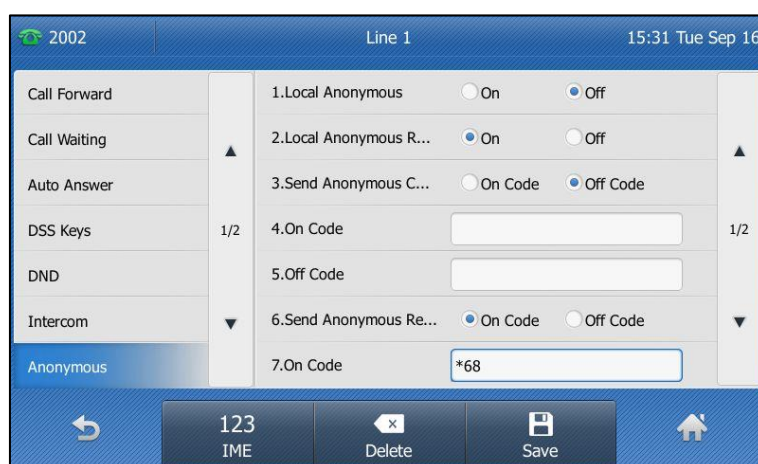 2002 Line 1 15:31 Tue Sep 16
Call Forward
Call Waiting
Auto Answer
DSS Keys
DND
Intercom
Anonymous
1/2
1.Local Anonymous On Off
2.Local Anonymous R... On Off
3.Send Anonymous C... On Code Off Code
4.On Code
5.Off Code
6.Send Anonymous Re... On Code Off Code
7.On Code *68
1/2
123
IME
Delete
Save